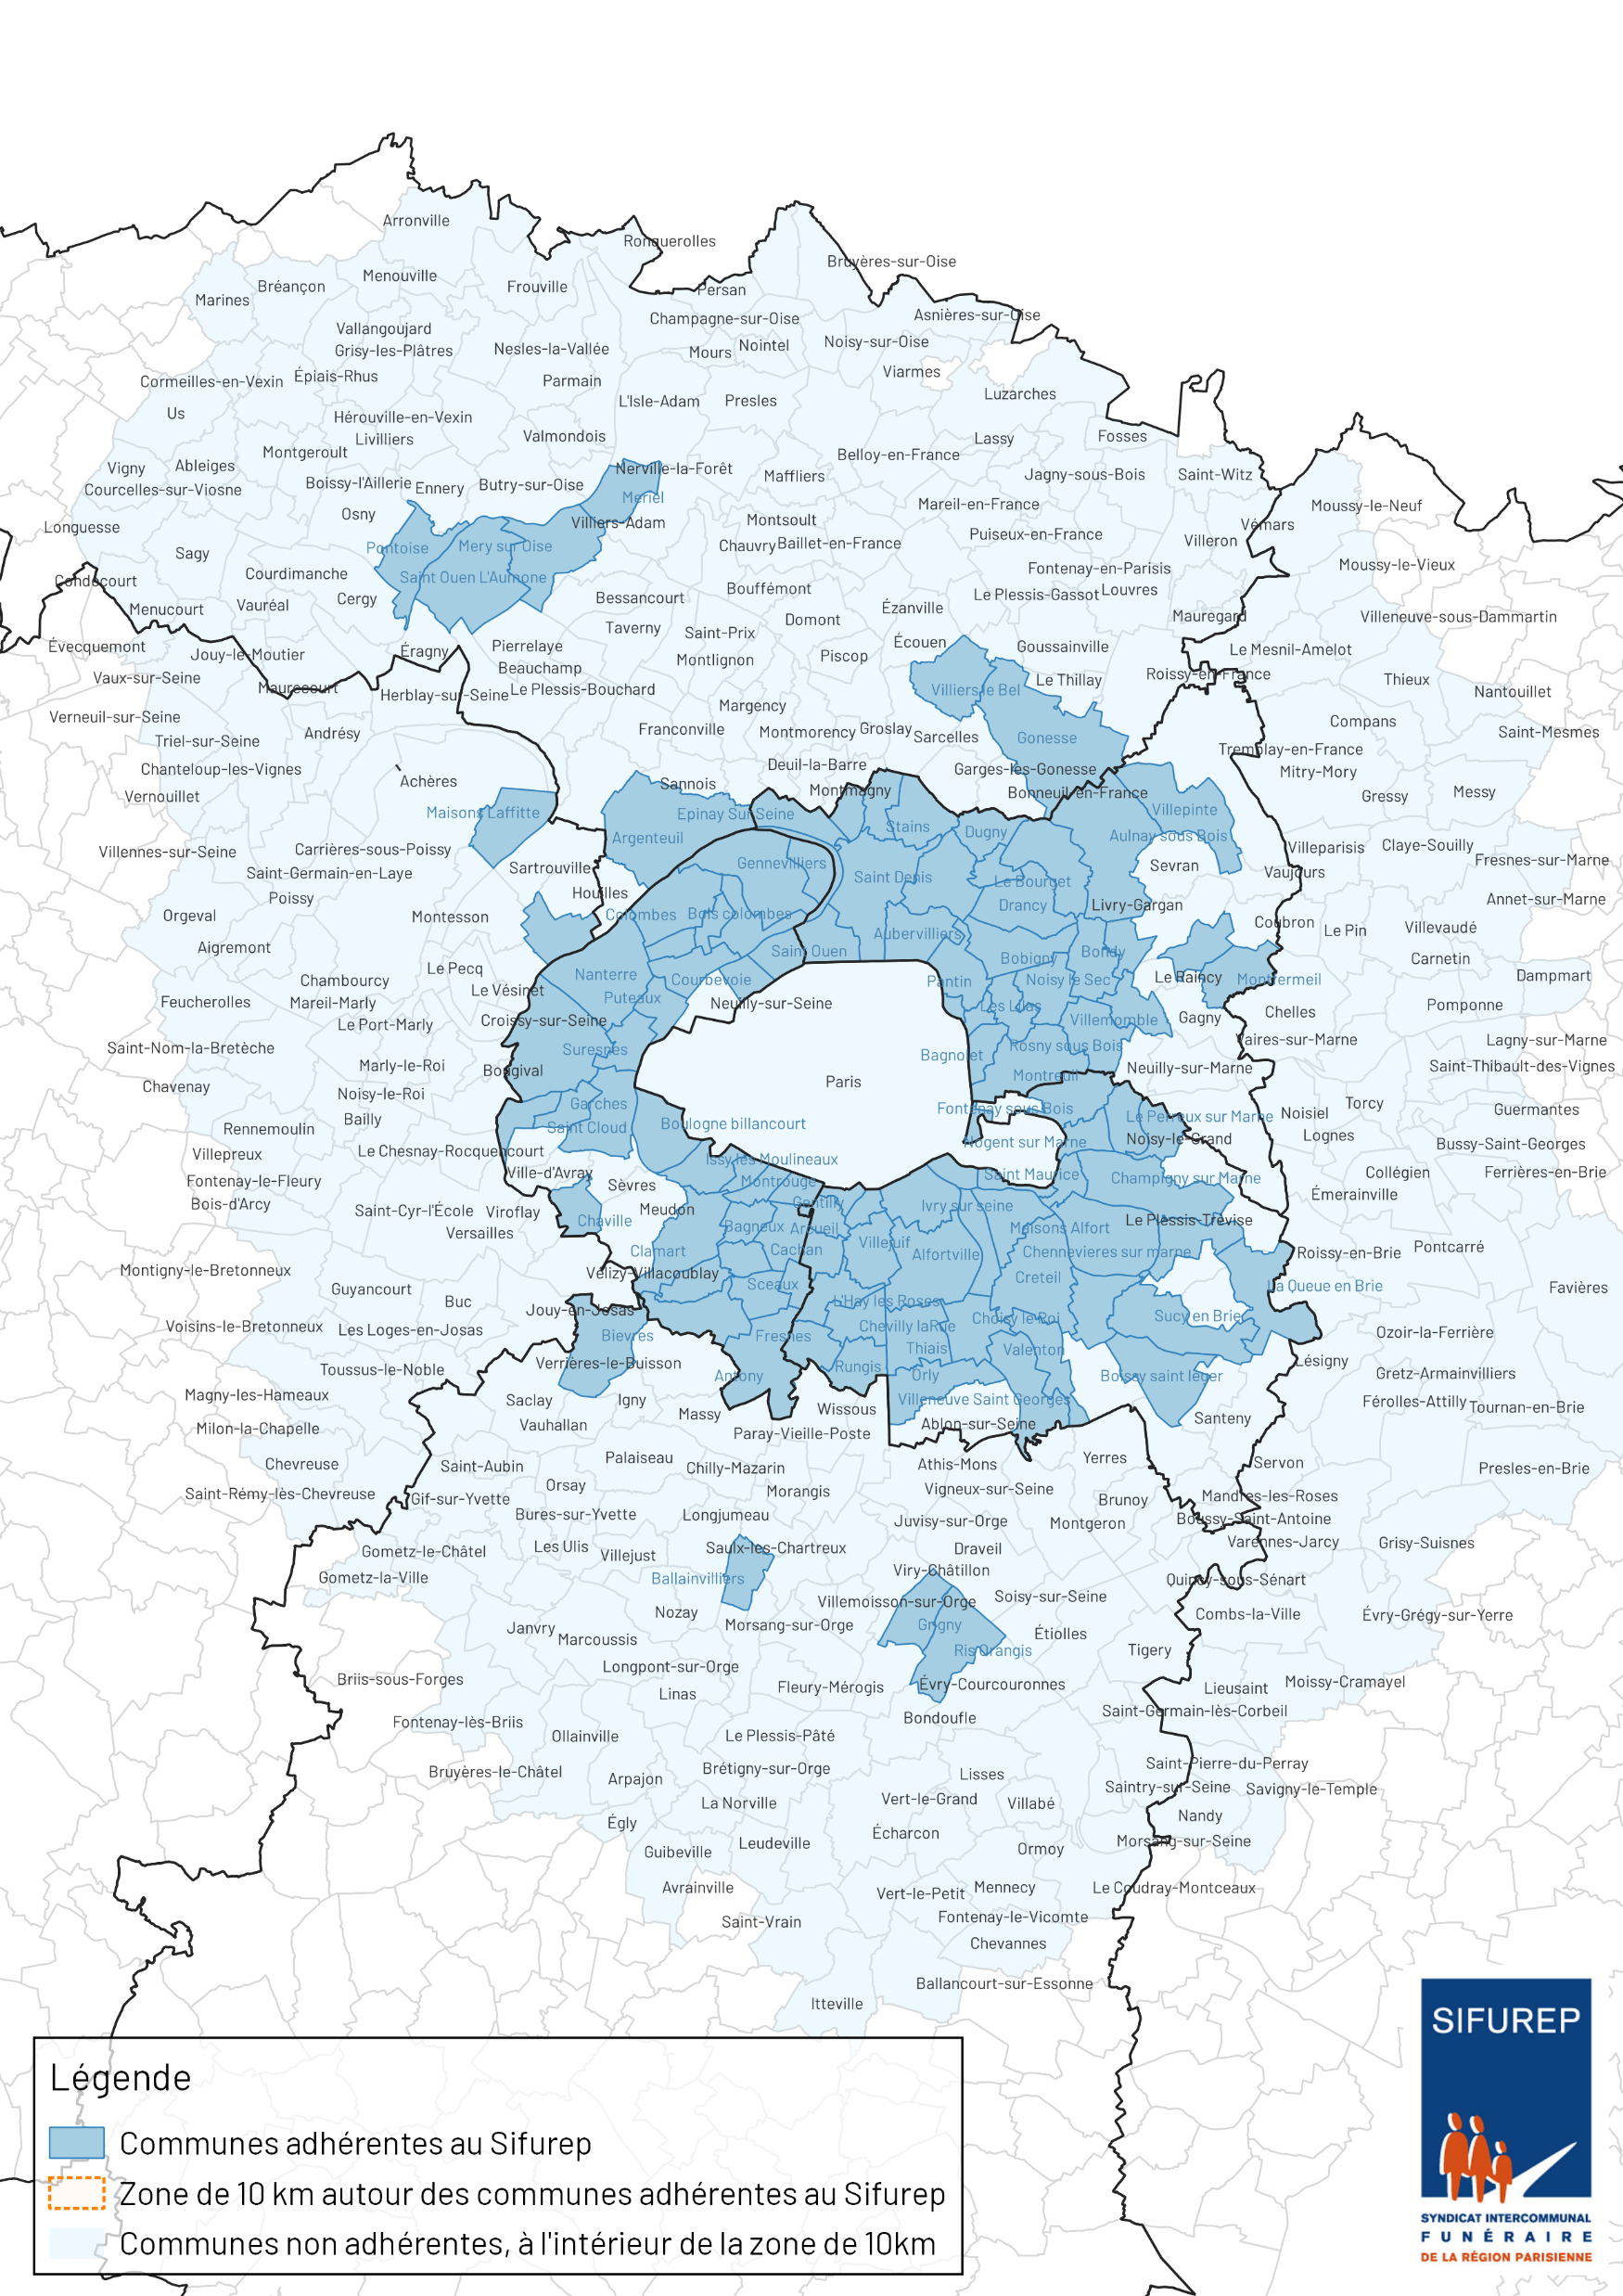 Arronville
Ronquerolles
Bruyères-sur-Oise
Menouville
Bréançon
Frouville
Persan
Marines
Asnières-sur-Oise
Champagne-sur-Oise
Vallangoujard
Noisy-sur-Oise
Nointel
Grisy-les-Plâtres
Nesles-la-Vallée
Mours
Viarmes
Épiais-Rhus
Cormeilles-en-Vexin
Parmain
Luzarches
L'Isle-Adam
Presles
Us
Hérouville-en-Vexin
Livilliers
Valmondois
Fosses
Lassy
Montgeroult
Belloy-en-France
Vigny
Ableiges
Nerville-la-Forêt
Maffliers
Jagny-sous-Bois
Saint-Witz
Boissy-l'Aillerie
Ennery
Butry-sur-Oise
Courcelles-sur-Viosne
Meriel
Mareil-en-France
Moussy-le-Neuf
Osny
Villiers-Adam
Montsoult
Longuesse
Vémars
Puiseux-en-France
Villeron
Pontoise
Mery sur Oise
Chauvry
Baillet-en-France
Sagy
Moussy-le-Vieux
Fontenay-en-Parisis
Courdimanche
Saint Ouen L'Aumone
Condécourt
Bouffémont
Louvres
Le Plessis-Gassot
Cergy
Bessancourt
Vauréal
Menucourt
Ézanville
Mauregard
Villeneuve-sous-Dammartin
Domont
Taverny
Saint-Prix
Écouen
Évecquemont
Pierrelaye
Goussainville
Éragny
Le Mesnil-Amelot
Jouy-le-Moutier
Piscop
Montlignon
Beauchamp
Roissy-en-France
Vaux-sur-Seine
Le Thillay
Thieux
Maurecourt
Le Plessis-Bouchard
Villiers le Bel
Nantouillet
Herblay-sur-Seine
Margency
Verneuil-sur-Seine
Compans
Franconville
Groslay
Montmorency
Saint-Mesmes
Andrésy
Sarcelles
Gonesse
Triel-sur-Seine
Tremblay-en-France
Deuil-la-Barre
Garges-lès-Gonesse
Chanteloup-les-Vignes
Mitry-Mory
Achères
Sannois
Montmagny
Bonneuil-en-France
Messy
Vernouillet
Gressy
Villepinte
Maisons Laffitte
Epinay Sur Seine
Stains
Dugny
Aulnay sous Bois
Argenteuil
Villeparisis
Claye-Souilly
Carrières-sous-Poissy
Villennes-sur-Seine
Fresnes-sur-Marne
Gennevilliers
Sevran
Sartrouville
Saint-Germain-en-Laye
Vaujours
Saint Denis
Le Bourget
Houilles
Poissy
Annet-sur-Marne
Drancy
Livry-Gargan
Colombes
Bois colombes
Orgeval
Montesson
Coubron
Villevaudé
Le Pin
Aubervilliers
Aigremont
Saint Ouen
Bondy
Bobigny
Carnetin
Le Pecq
Nanterre
Dampmart
Le Raincy
Montfermeil
Chambourcy
Courbevoie
Pantin
Noisy le Sec
Le Vésinet
Puteaux
Feucherolles
Mareil-Marly
Neuilly-sur-Seine
Les Lilas
Pomponne
Chelles
Gagny
Villemomble
Croissy-sur-Seine
Le Port-Marly
Vaires-sur-Marne
Lagny-sur-Marne
Rosny sous Bois
Saint-Nom-la-Bretèche
Suresnes
Bagnolet
Marly-le-Roi
Saint-Thibault-des-Vignes
Neuilly-sur-Marne
Bougival
Montreuil
Paris
Chavenay
Noisy-le-Roi
Garches
Torcy
Fontenay sous Bois
Guermantes
Noisiel
Le Perreux sur Marne
Bailly
Boulogne billancourt
Saint Cloud
Rennemoulin
Lognes
Noisy-le-Grand
Nogent sur Marne
Bussy-Saint-Georges
Le Chesnay-Rocquencourt
Villepreux
Issy les Moulineaux
Ville-d'Avray
Collégien
Ferrières-en-Brie
Saint Maurice
Champigny sur Marne
Fontenay-le-Fleury
Montrouge
Sèvres
Émerainville
Bois-d'Arcy
Gentilly
Ivry sur seine
Saint-Cyr-l'École
Viroflay
Meudon
Chaville
Le Plessis-Trévise
Bagneux
Arcueil
Maisons Alfort
Versailles
Villejuif
Pontcarré
Clamart
Cachan
Alfortville
Chennevieres sur marne
Roissy-en-Brie
Montigny-le-Bretonneux
Vélizy-Villacoublay
Creteil
Sceaux
La Queue en Brie
Favières
Guyancourt
Buc
L'Hay les Roses
Jouy-en-Josas
Sucy en Brie
Choisy le Roi
Voisins-le-Bretonneux
Les Loges-en-Josas
Chevilly laRue
Bievres
Fresnes
Ozoir-la-Ferrière
Thiais
Valenton
Verrières-le-Buisson
Lésigny
Toussus-le-Noble
Rungis
Antony
Orly
Boissy saint léger
Gretz-Armainvilliers
Magny-les-Hameaux
Saclay
Igny
Villeneuve Saint Georges
Férolles-Attilly
Tournan-en-Brie
Wissous
Massy
Santeny
Milon-la-Chapelle
Vauhallan
Ablon-sur-Seine
Paray-Vieille-Poste
Palaiseau
Yerres
Chevreuse
Saint-Aubin
Chilly-Mazarin
Athis-Mons
Servon
Presles-en-Brie
Orsay
Morangis
Vigneux-sur-Seine
Saint-Rémy-lès-Chevreuse
Gif-sur-Yvette
Brunoy
Mandres-les-Roses
Bures-sur-Yvette
Longjumeau
Juvisy-sur-Orge
Montgeron
Boussy-Saint-Antoine
Varennes-Jarcy
Grisy-Suisnes
Les Ulis
Saulx-les-Chartreux
Draveil
Gometz-le-Châtel
Villejust
Viry-Châtillon
Gometz-la-Ville
Ballainvilliers
Quincy-sous-Sénart
Soisy-sur-Seine
Villemoisson-sur-Orge
Nozay
Combs-la-Ville
Évry-Grégy-sur-Yerre
Morsang-sur-Orge
Grigny
Janvry
Marcoussis
Étiolles
Ris Orangis
Tigery
Longpont-sur-Orge
Briis-sous-Forges
Moissy-Cramayel
Évry-Courcouronnes
Fleury-Mérogis
Lieusaint
Linas
Saint-Germain-lès-Corbeil
Bondoufle
Fontenay-lès-Briis
Ollainville
Le Plessis-Pâté
Saint-Pierre-du-Perray
Bruyères-le-Châtel
Brétigny-sur-Orge
Lisses
Arpajon
Saintry-sur-Seine
Savigny-le-Temple
Vert-le-Grand
La Norville
Villabé
Nandy
Égly
Écharcon
Leudeville
Morsang-sur-Seine
Guibeville
Ormoy
Avrainville
Mennecy
Le Coudray-Montceaux
Vert-le-Petit
Fontenay-le-Vicomte
Saint-Vrain
Chevannes
Ballancourt-sur-Essonne
Itteville
Légende
Communes adhérentes au Sifurep
Zone de 10 km autour des communes adhérentes au Sifurep
Communes non adhérentes, à l'intérieur de la zone de 10km
SIFUREP
SYNDICAT INTERCOMMUNAL
FUNÉRAIRE
DE LA RÉGION PARISIENNE